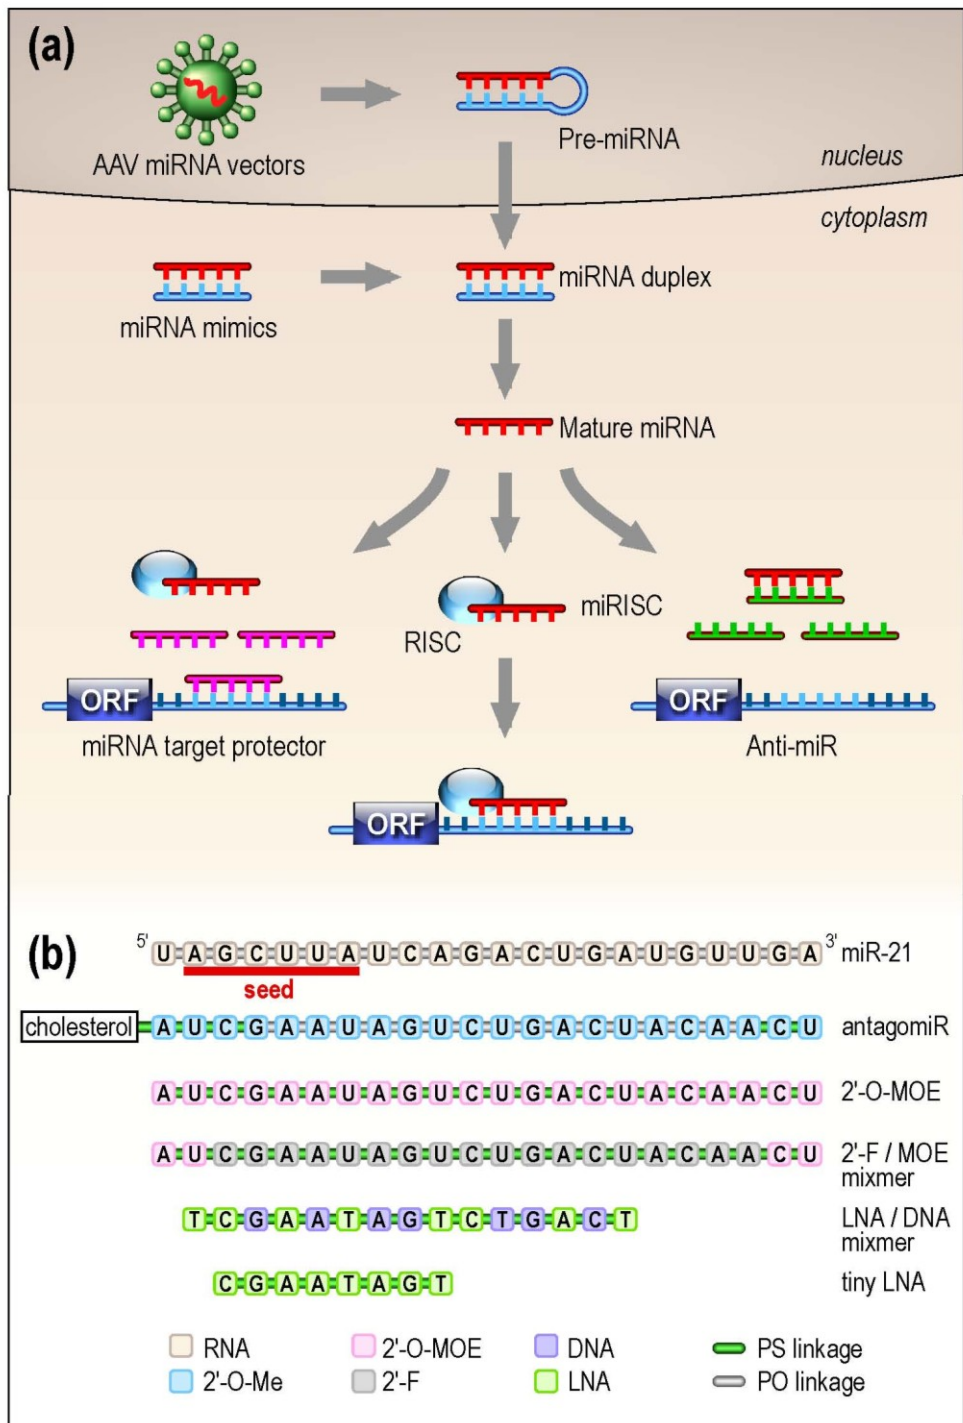 (a)
AAV miRNA vectors
Pre-miRNA
nucleus
cytoplasm
miRNA mimics
miRNA duplex
Mature miRNA
RISC
miRISC
ORF
miRNA target protector
ORF
Anti-miR
ORF
(b)
5' U A G C U U A U C A G A C U G A U G U U G A 3' miR-21
seed
cholesterol A U C G A A U A G U C U G A C U A C A A C U antagomiR
A U C G A A U A G U C U G A C U A C A A C U 2'-O-MOE
A U C G A A U A G U C U G A C U A C A A C U 2'-F / MOE
mixmer
T C G A A T A G T C T G A C T LNA / DNA
mixmer
C G A A T A G T tiny LNA
RNA 2'-O-MOE DNA PS linkage
2'-O-Me 2'-F LNA PO linkage